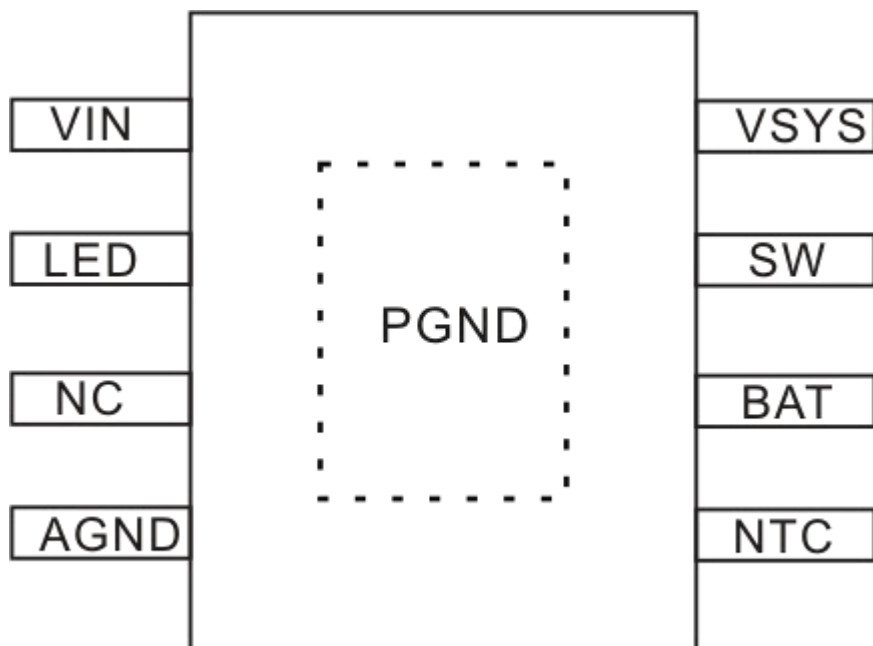 VIN
VSYS
LED
SW
PGND
NC
BAT
AGND
NTC